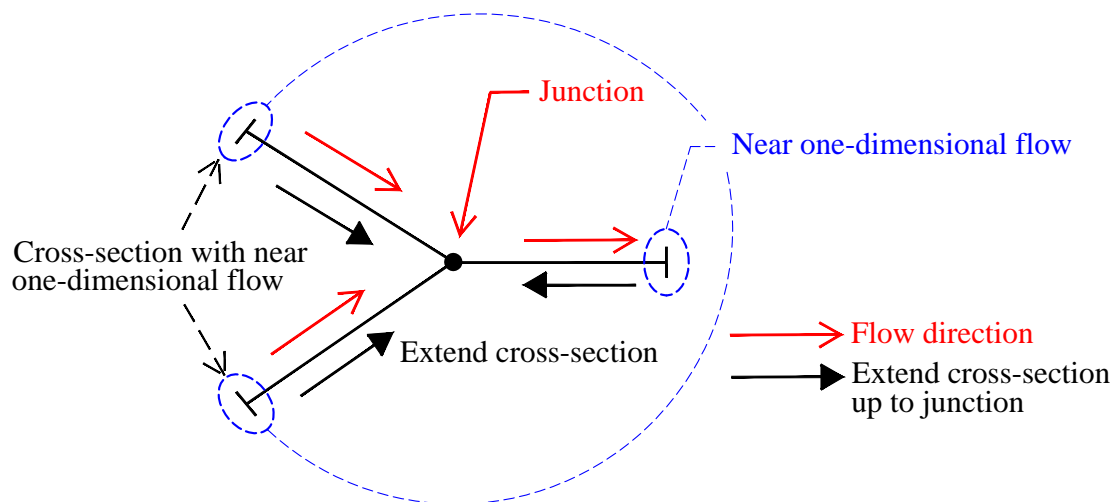 Junction
Near one-dimensional flow
Cross-section with near
one-dimensional flow
Extend cross-section
Flow direction
Extend cross-section
up to junction